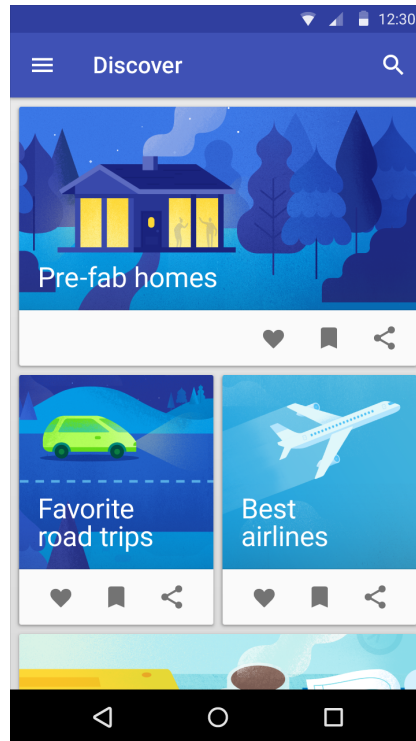 12:30
Discover
Pre-fab homes
Favorite
road trips
Best
airlines